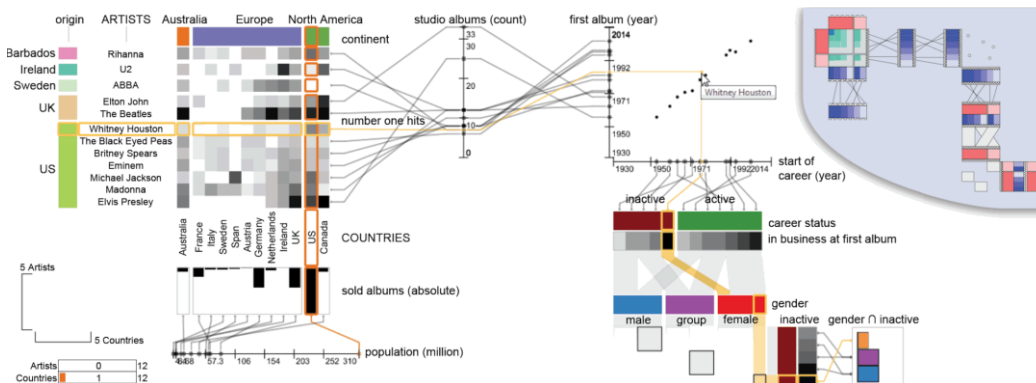 origin ARTISTS Australia Europe North America
continent
Barbados Rihanna
Ireland U2
Sweden ABBA
UK
Elton John
The Beatles
number one hits
Whitney Houston
US
The Black Eyed Peas
Britney Spears
Eminem
Michael Jackson
Madonna
Elvis Presley
Australia
France
Italy
Sweden
Span
Austria
Germany
Netherlands
Ireland
UK
US
Canada
COUNTRIES
5 Artists
5 Countries
sold albums (absolute)
57.3 106 154 203 252 310
population (million)
Artists 0 12
Countries 1 12
studio albums (count)
33
30
20
10
0
first album (year)
2014
1992
1971
1950
1930
Whitney Houston
1930 1950 1971 1992 2014
start of
career (year)
inactive active
career status
in business at first album
gender
male group female
inactive gender ∩ inactive